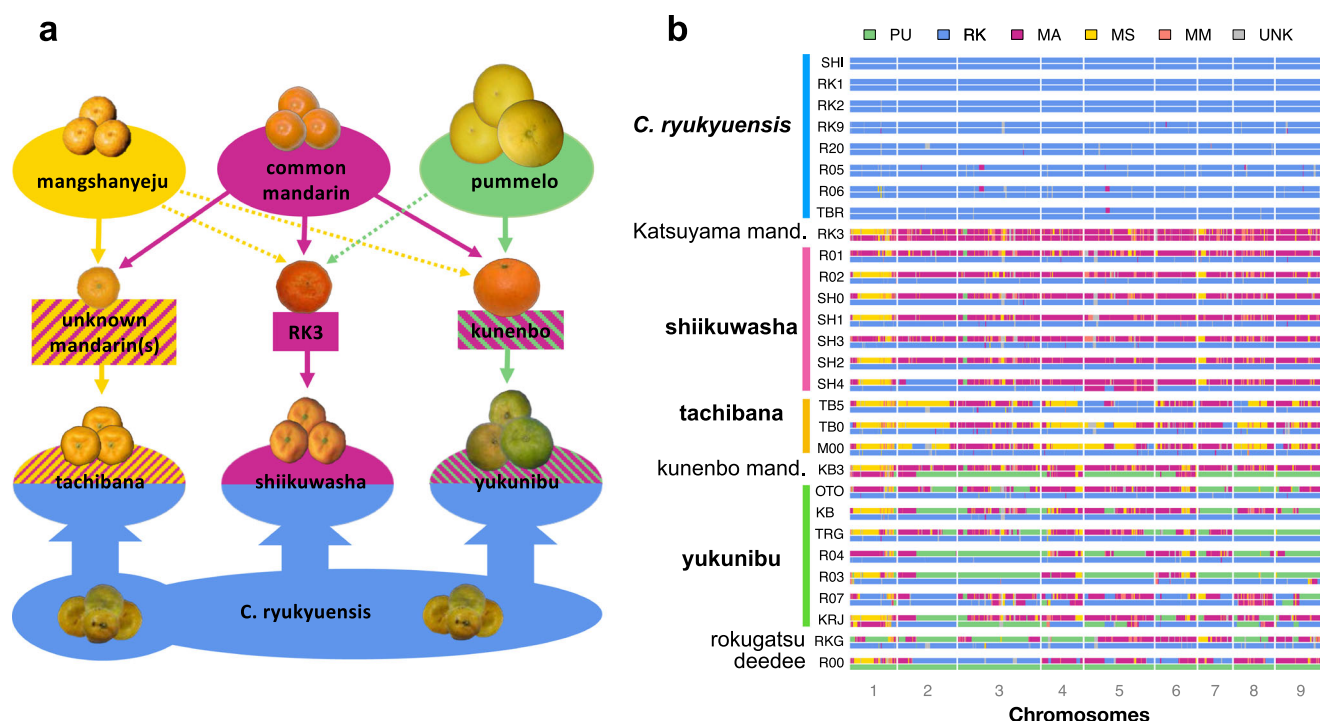 a
mangshanyeju
common
mandarin
pummelo
unknown
mandarin(s)
RK3
kunenbo
tachibana
shiikuwasha
yukunibu
C. ryukyuensis
b
PU RK MA MS MM UNK
C. ryukyuensis
SHI
RK1
RK2
RK9
R20
R05
R06
TBR
Katsuyama mand. RK3
shiikuwasha
R01
R02
SH0
SH1
SH3
SH2
SH4
tachibana
TB5
TB0
M00
kunenbo mand. KB3
yukunibu
OTO
KB
TRG
R04
R03
R07
KRJ
rokugatsu RKG
deedee R00
1 2 3 4 5 6 7 8 9
Chromosomes